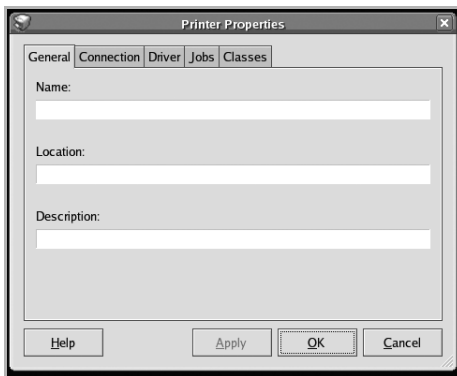 Printer Properties
General Connection Driver Jobs Classes
Name:
Location:
Description:
Help Apply OK Cancel